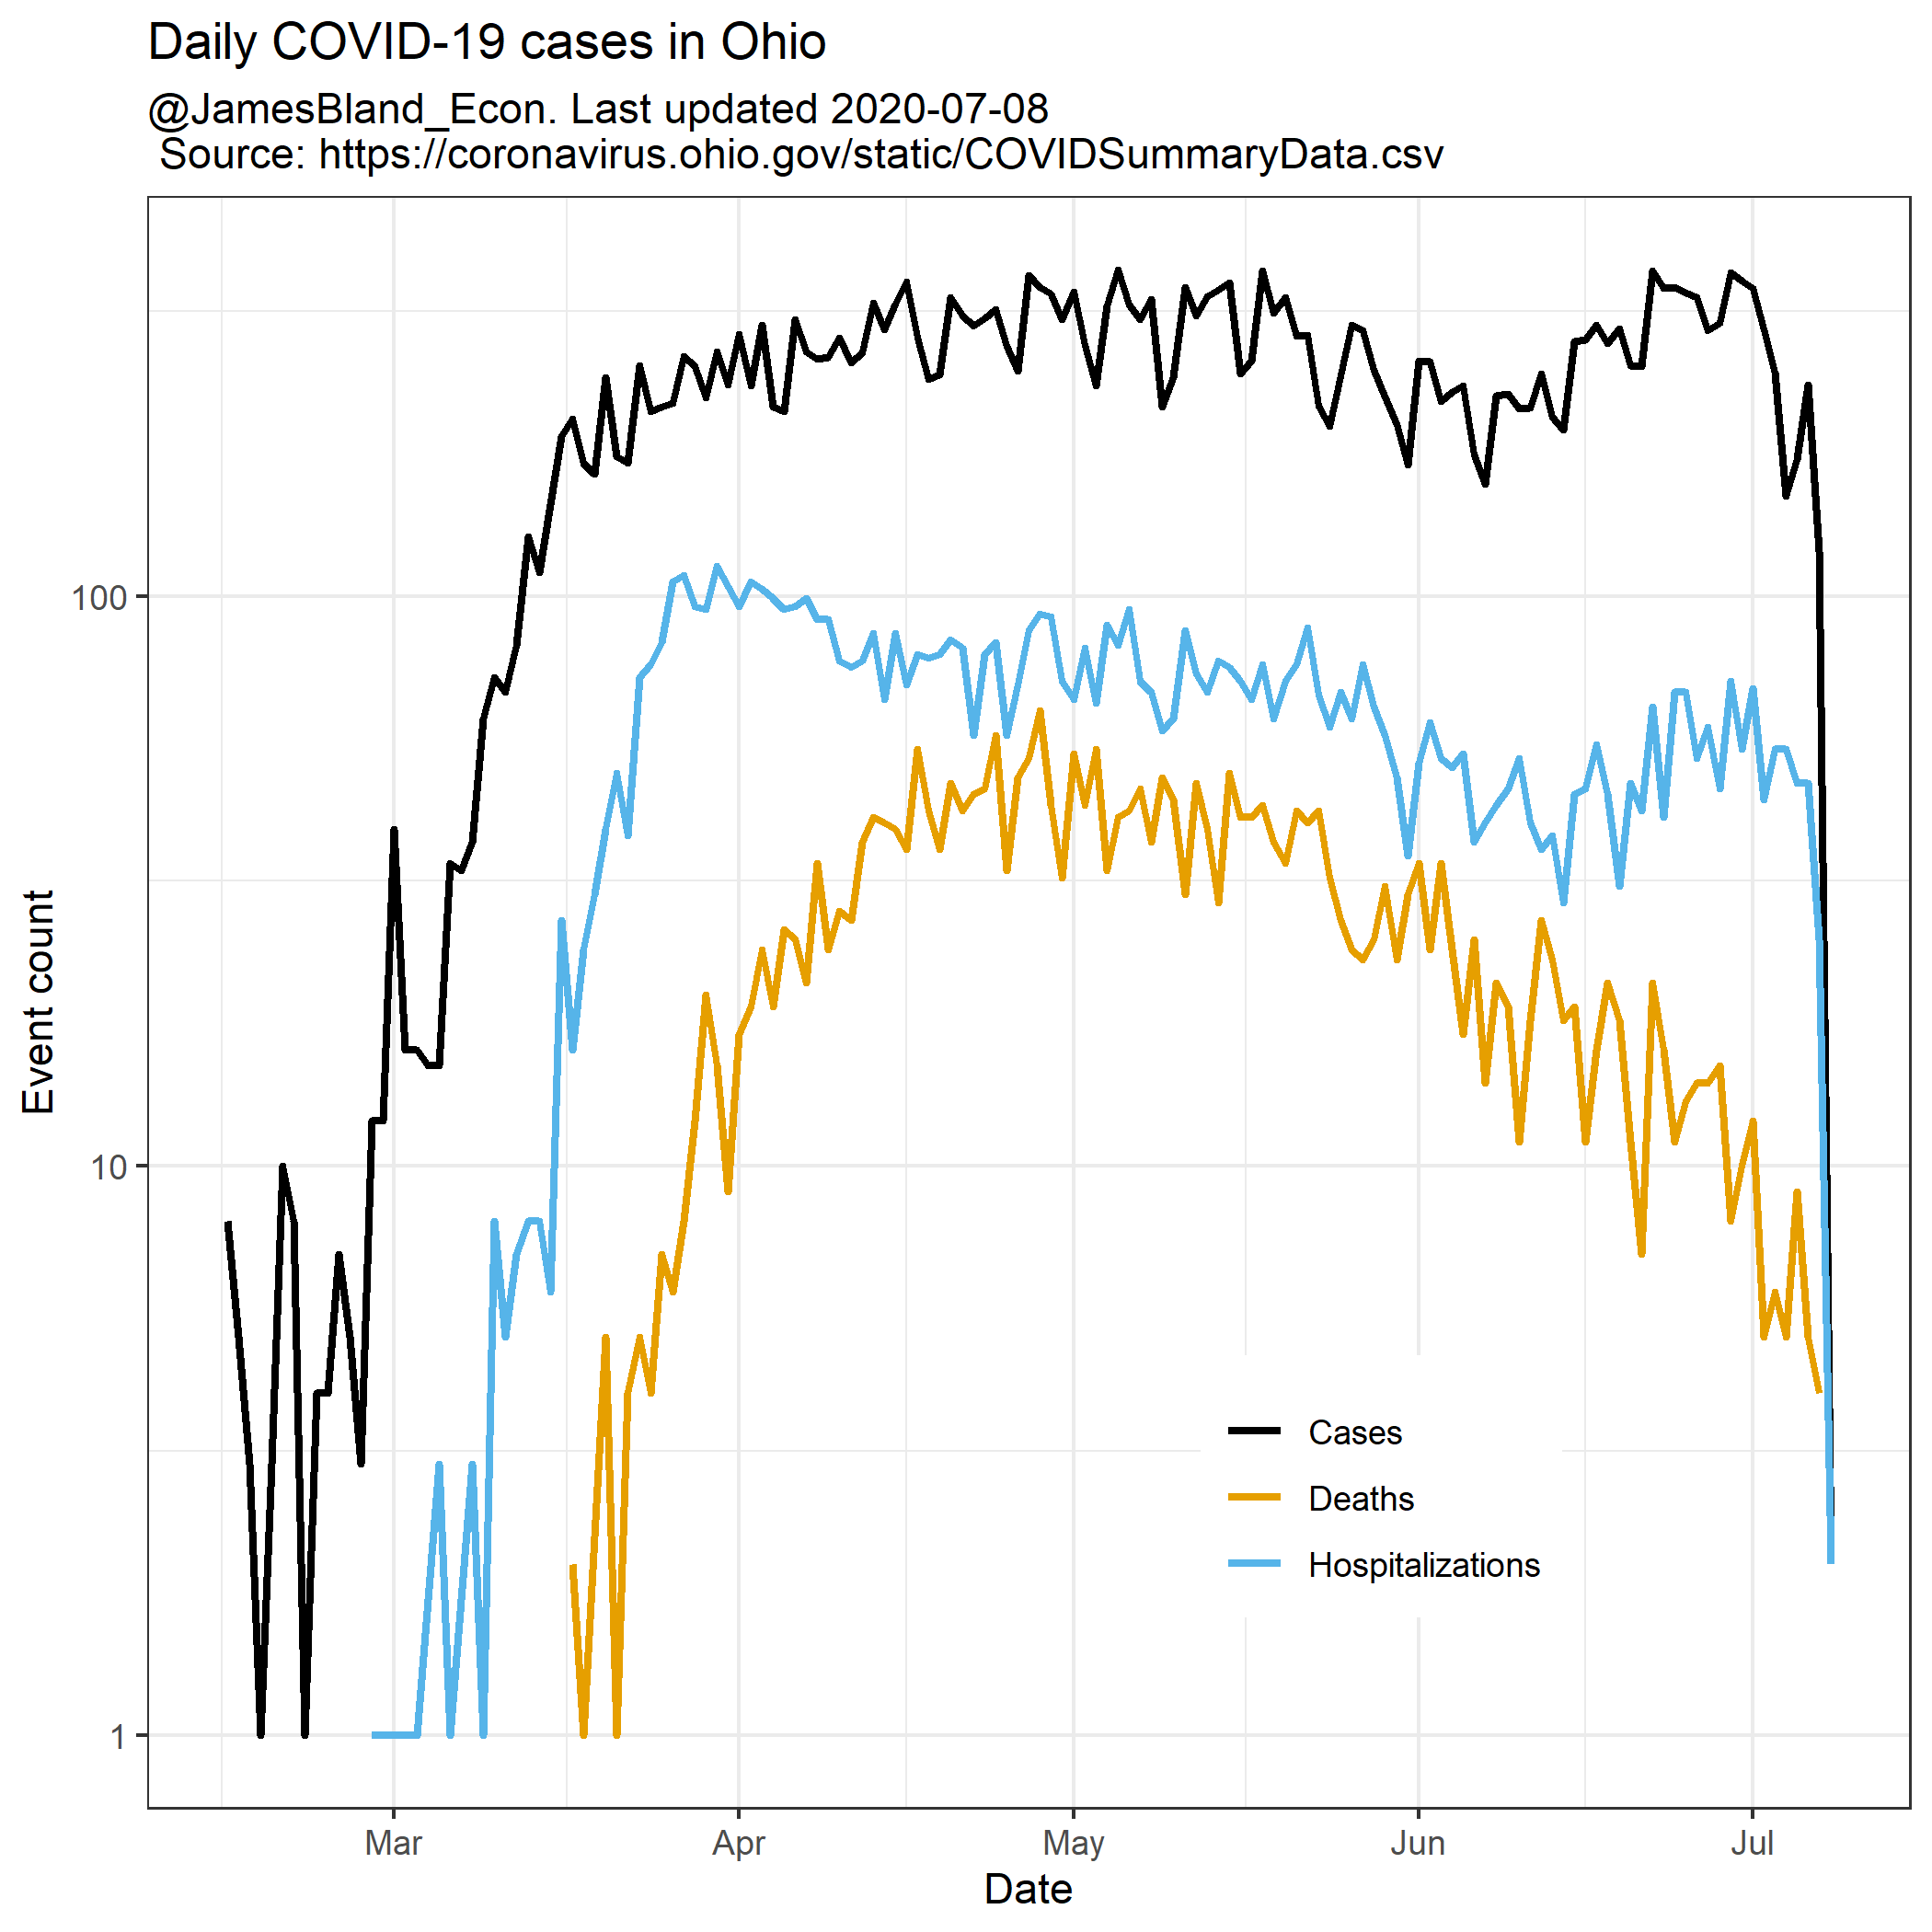 Daily COVID-19 cases in Ohio
@JamesBland_Econ. Last updated 2020-07-08
Source: https://coronavirus.ohio.gov/static/COVIDSummaryData.csv
Event count
100
10
1
Cases
Deaths
Hospitalizations
Mar Apr May Jun Jul
Date